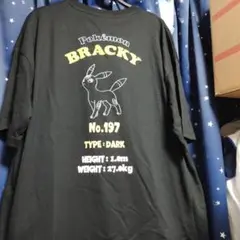 Pokémon
BRACKY
No.197
TYPE : DARK
HEIGHT : 1.0m
WEIGHT : 27.0kg